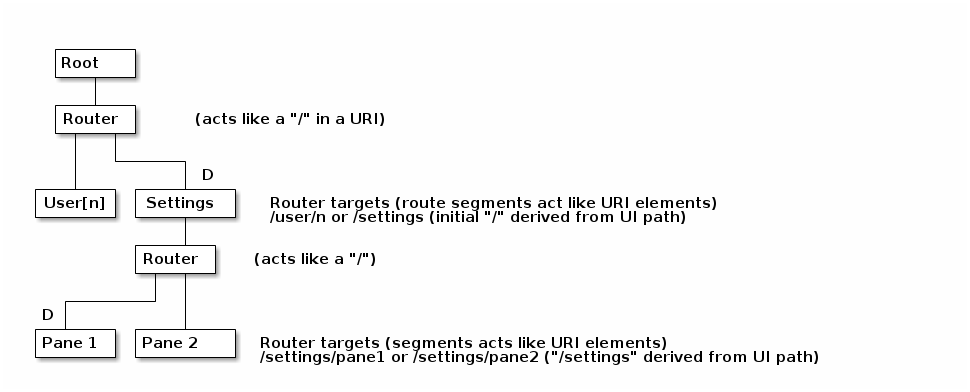 Root
Router (acts like a "/" in a URI)
D
User[n] Settings Router targets (route segments act like URI elements)
/user/n or /settings (initial "/" derived from UI path)
Router (acts like a "/")
D
Pane 1 Pane 2 Router targets (segments acts like URI elements)
/settings/pane1 or /settings/pane2 ("/settings" derived from UI path)